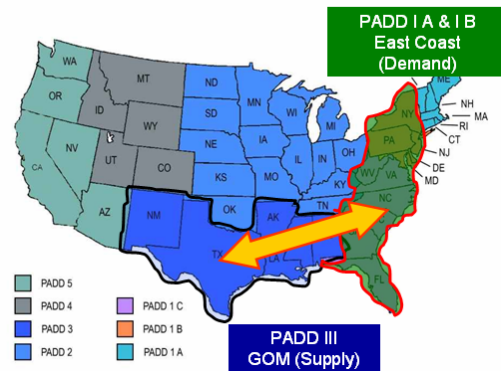 PADD I A & I B
East Coast
(Demand)
WA
OR
CA
NV
ID
MT
WY
UT
CO
AZ
NM
TX
ND
SD
NE
KS
OK
MN
IA
MO
WI
IL
MI
IN
OH
KY
TN
AK
LA
ME
NH
MA
RI
CT
NJ
DE
MD
NY
PA
WV
VA
NC
FL
PADD 5
PADD 4
PADD 3
PADD 2
PADD 1 C
PADD 1 B
PADD 1 A
PADD III
GOM (Supply)